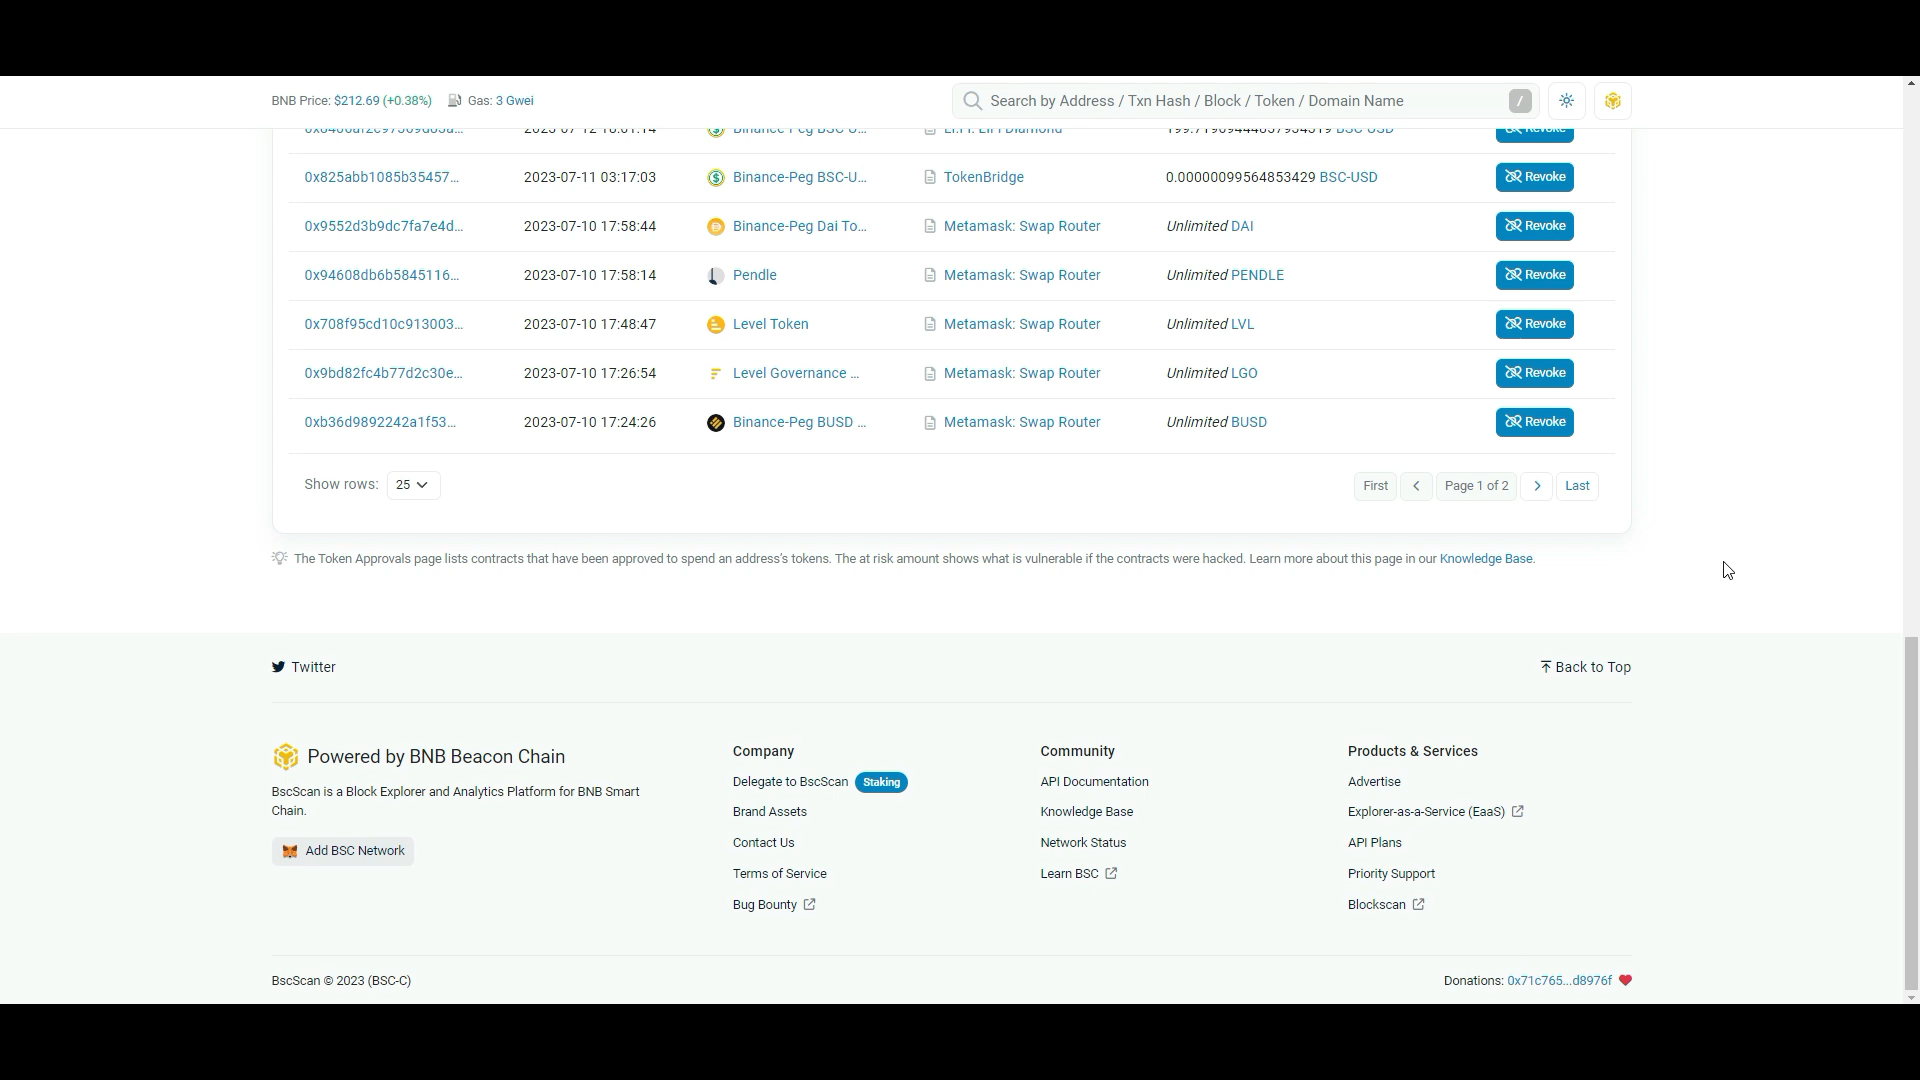 BNB Price: $212.69 (+0.38%) Gas: 3 Gwei Search by Address / Txn Hash / Block / Token / Domain Name /
0x825abb1085b35457... 2023-07-11 03:17:03 Binance-Peg BSC-U... TokenBridge 0.00000099564853429 BSC-USD Revoke
0x9552d3b9dc7fa7e4d... 2023-07-10 17:58:44 Binance-Peg Dai To... Metamask: Swap Router Unlimited DAI Revoke
0x94608db6b5845116... 2023-07-10 17:58:14 Pendle Metamask: Swap Router Unlimited PENDLE Revoke
0x708f95cd10c913003... 2023-07-10 17:48:47 Level Token Metamask: Swap Router Unlimited LVL Revoke
0x9bd82fc4b77d2c30e... 2023-07-10 17:26:54 Level Governance ... Metamask: Swap Router Unlimited LGO Revoke
0xb36d9892242a1f53... 2023-07-10 17:24:26 Binance-Peg BUSD ... Metamask: Swap Router Unlimited BUSD Revoke
Show rows: 25 First Page 1 of 2 Last
The Token Approvals page lists contracts that have been approved to spend an address's tokens. The at risk amount shows what is vulnerable if the contracts were hacked. Learn more about this page in our Knowledge Base.
Twitter Back to Top
Powered by BNB Beacon Chain
BscScan is a Block Explorer and Analytics Platform for BNB Smart
Chain.
Add BSC Network
Company
Delegate to BscScan Staking
Brand Assets
Contact Us
Terms of Service
Bug Bounty
Community
API Documentation
Knowledge Base
Network Status
Learn BSC
Products & Services
Advertise
Explorer-as-a-Service (EaaS)
API Plans
Priority Support
Blockscan
BscScan © 2023 (BSC-C) Donations: 0x71c765...d8976f